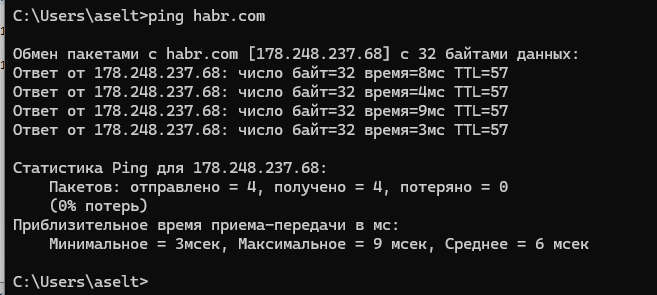 C:\Users\aselt>ping habr.com
Обмен пакетами с habr.com [178.248.237.68] с 32 байтами данных:
Ответ от 178.248.237.68: число байт=32 время=8мс TTL=57
Ответ от 178.248.237.68: число байт=32 время=4мс TTL=57
Ответ от 178.248.237.68: число байт=32 время=9мс TTL=57
Ответ от 178.248.237.68: число байт=32 время=3мс TTL=57
Статистика Ping для 178.248.237.68:
Пакетов: отправлено = 4, получено = 4, потеряно = 0
(0% потерь)
Приблизительное время приема-передачи в мс:
Минимальное = 3мсек, Максимальное = 9 мсек, Среднее = 6 мсек
C:\Users\aselt>